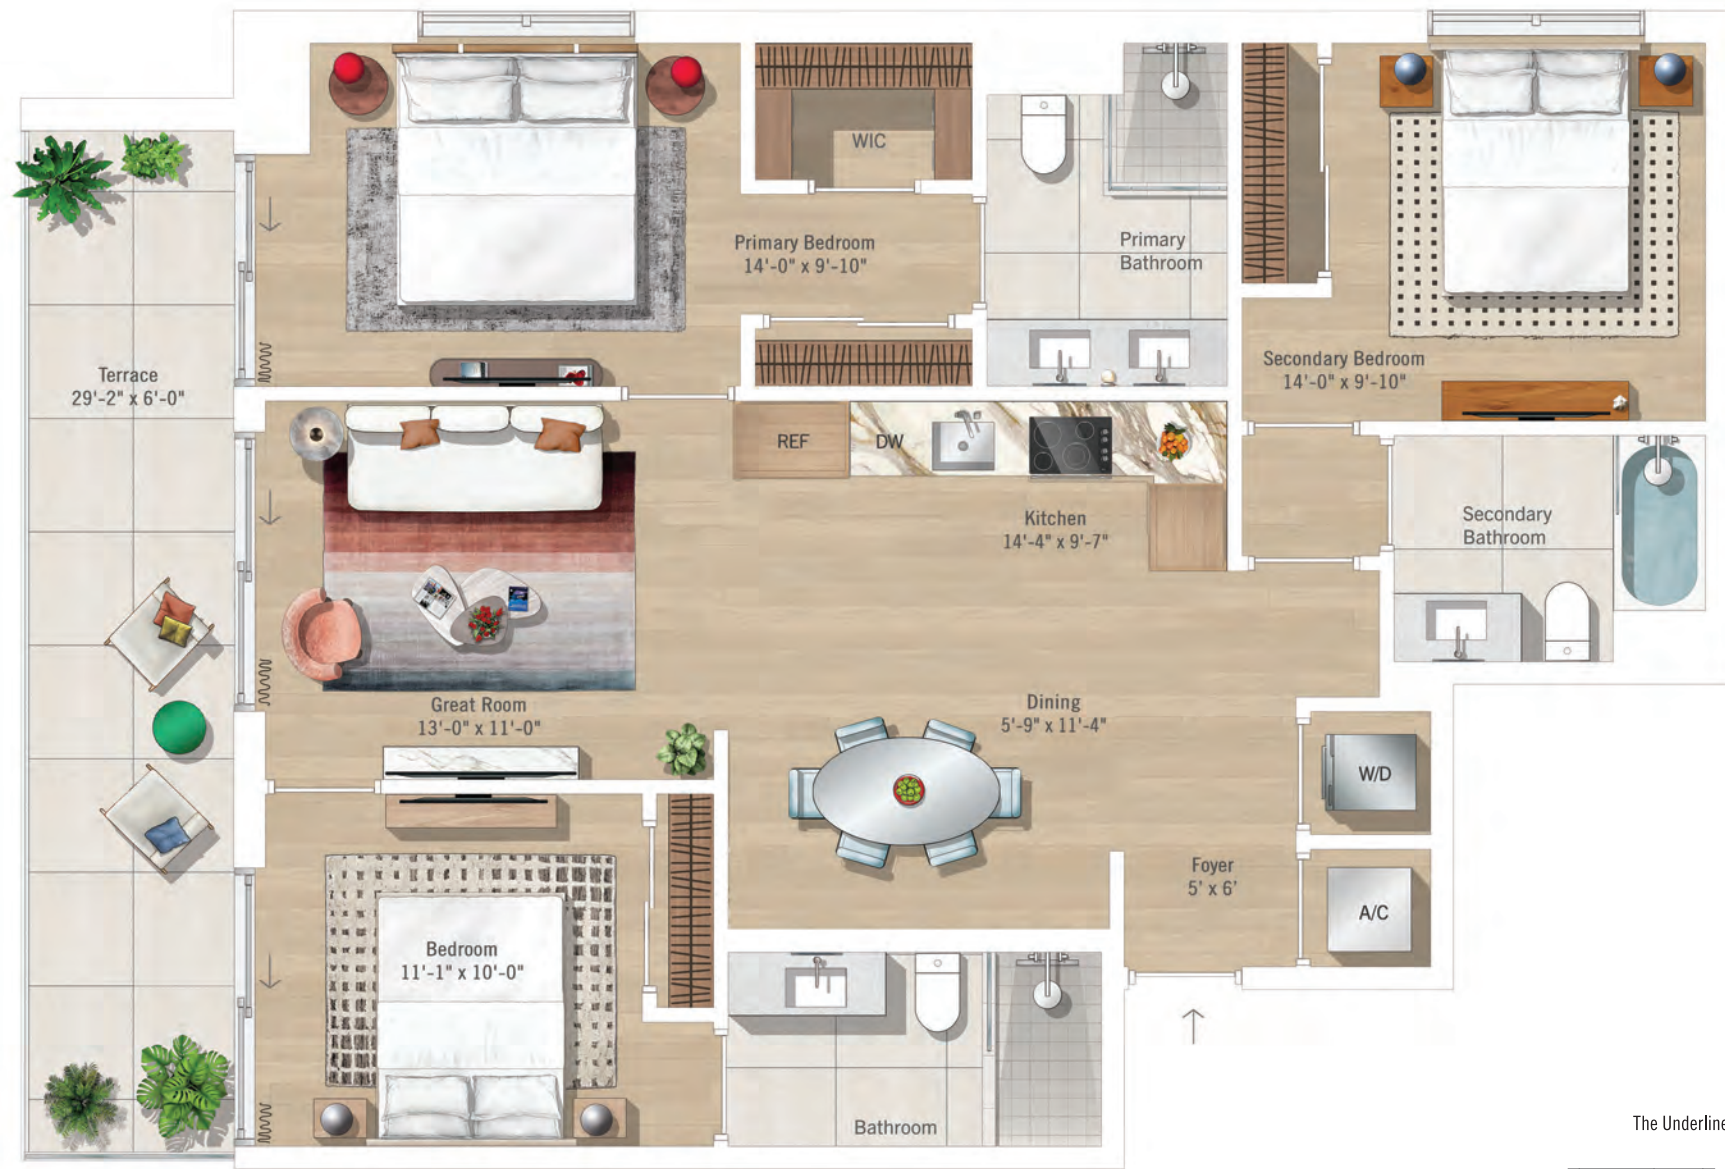 WIC
Primary Bedroom
14'-0" x 9'-10"
Primary
Bathroom
Secondary Bedroom
14'-0" x 9'-10"
Terrace
29'-2" x 6'-0"
REF
DW
Kitchen
14'-4" x 9'-7"
Secondary
Bathroom
Great Room
13'-0" x 11'-0"
Dining
5'-9" x 11'-4"
W/D
Foyer
5' x 6'
A/C
Bedroom
11'-1" x 10'-0"
Bathroom
The Underline